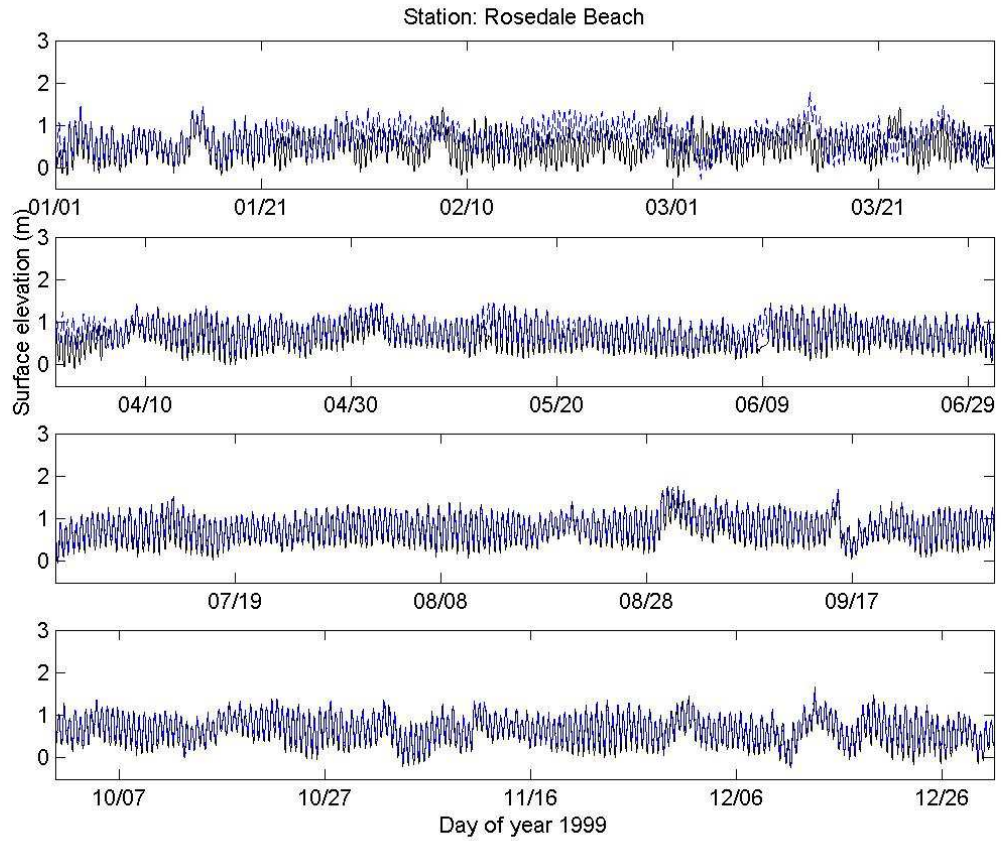 Station: Rosedale Beach
3
2
1
0
01/01 01/21 02/10 03/01 03/21
Surface elevation (m)
3
2
1
0
04/10 04/30 05/20 06/09 06/29
3
2
1
0
07/19 08/08 08/28 09/17
3
2
1
0
10/07 10/27 11/16 12/06 12/26
Day of year 1999